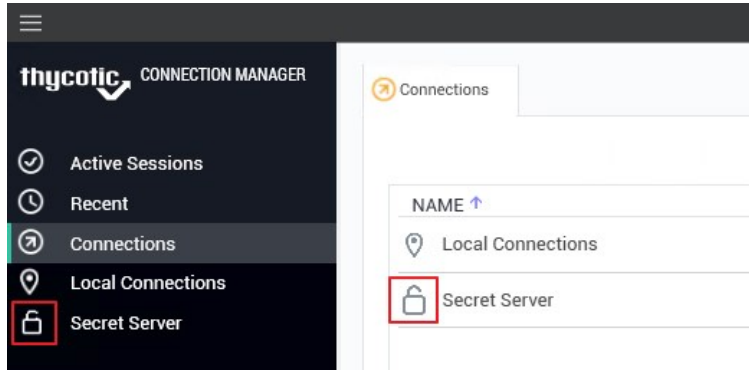 thycotic CONNECTION MANAGER
Active Sessions
Recent
Connections
Local Connections
Secret Server
Connections
NAME
Local Connections
Secret Server